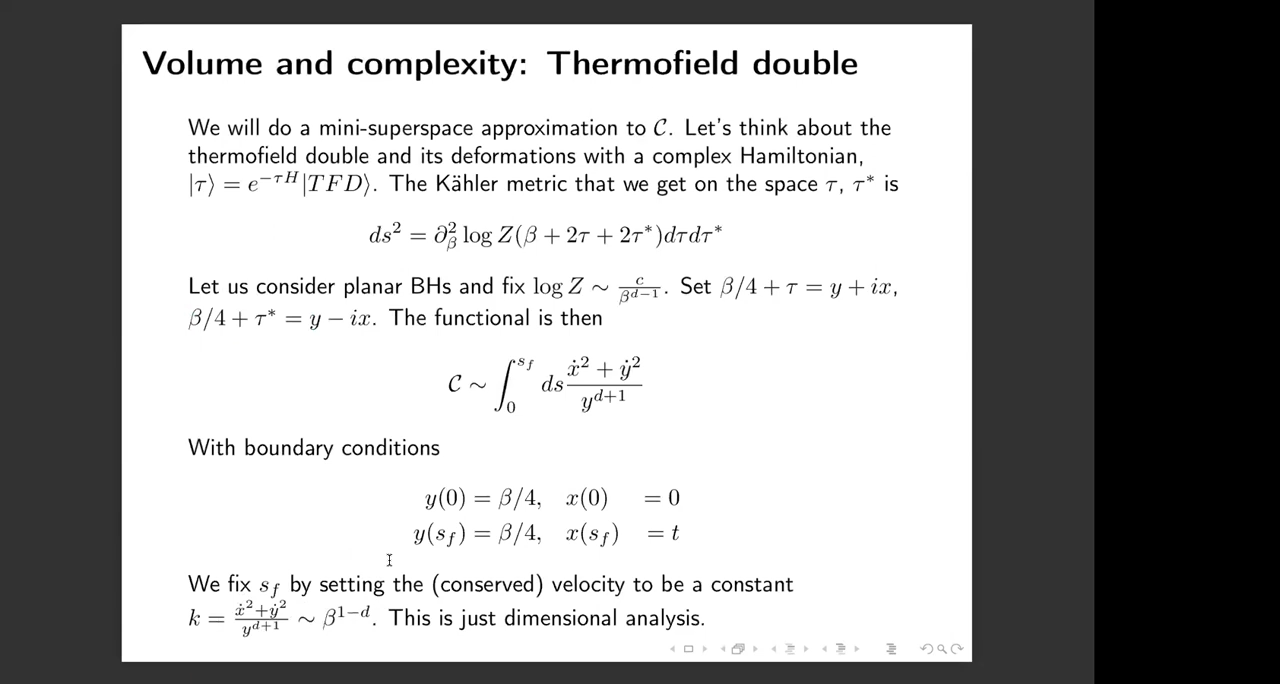 Volume and complexity: Thermofield double
We will do a mini-superspace approximation to 𝒞. Let's think about the
thermofield double and its deformations with a complex Hamiltonian,
|τ⟩ = e^{−τH}|TFD⟩. The Kähler metric that we get on the space τ, τ* is
ds² = ∂²_β log Z(β + 2τ + 2τ*)dτdτ*
Let us consider planar BHs and fix log Z ∼ c/β^{d−1}. Set β/4 + τ = y + ix,
β/4 + τ* = y − ix. The functional is then
𝒞 ∼ ∫_0^{s_f} ds (ẋ² + ẏ²)/y^{d+1}
With boundary conditions
y(0) = β/4, x(0) = 0
y(s_f) = β/4, x(s_f) = t
We fix s_f by setting the (conserved) velocity to be a constant
k = (ẋ²+ẏ²)/y^{d+1} ∼ β^{1−d}. This is just dimensional analysis.